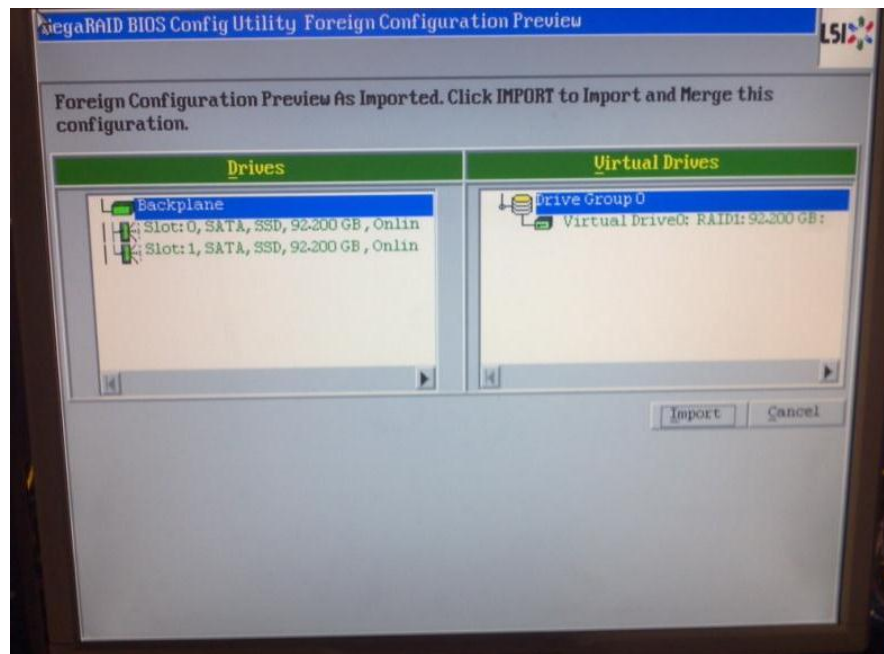 MegaRAID BIOS Config Utility Foreign Configuration Preview
LSI
Foreign Configuration Preview As Imported. Click IMPORT to Import and Merge this
configuration.
Drives
Virtual Drives
Backplane
Slot: 0, SATA, SSD, 92.200 GB, Onlin
Slot: 1, SATA, SSD, 92.200 GB, Onlin
Drive Group 0
Virtual Drive0: RAID1: 92.200 GB:
Import
Cancel